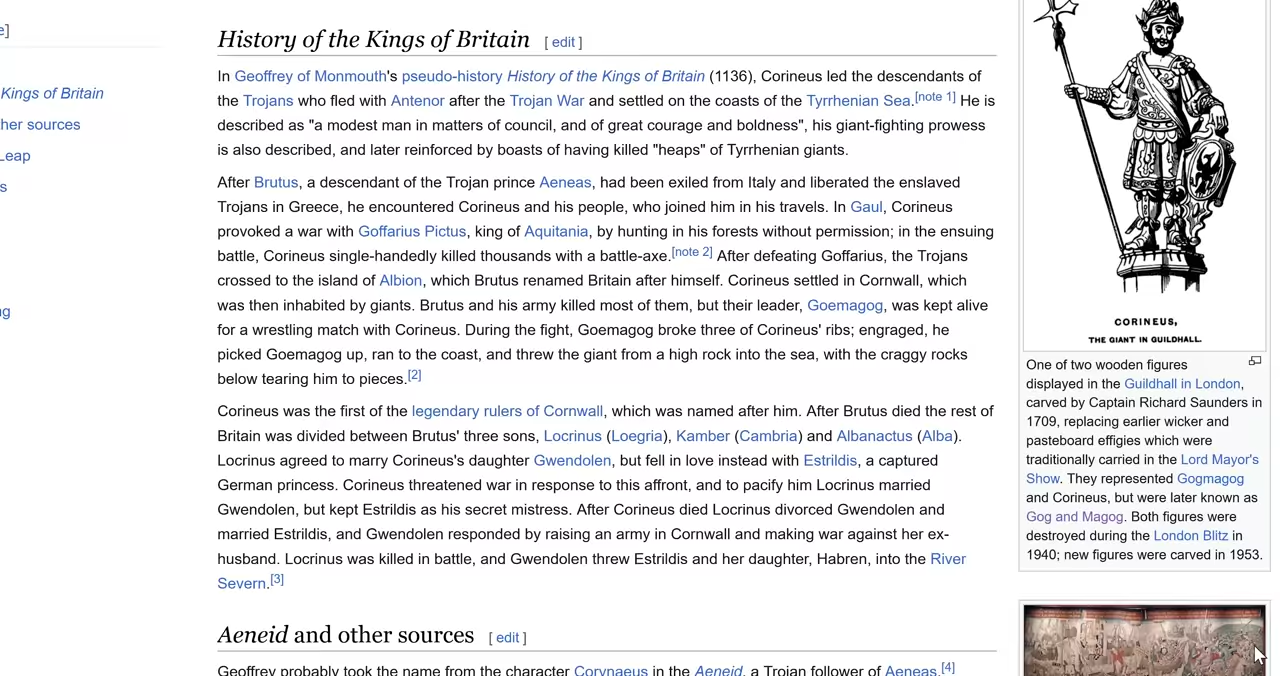 e]
Kings of Britain
her sources
Leap
s
g
History of the Kings of Britain [ edit ]
In Geoffrey of Monmouth's pseudo-history History of the Kings of Britain (1136), Corineus led the descendants of
the Trojans who fled with Antenor after the Trojan War and settled on the coasts of the Tyrrhenian Sea.[note 1] He is
described as "a modest man in matters of council, and of great courage and boldness", his giant-fighting prowess
is also described, and later reinforced by boasts of having killed "heaps" of Tyrrhenian giants.
After Brutus, a descendant of the Trojan prince Aeneas, had been exiled from Italy and liberated the enslaved
Trojans in Greece, he encountered Corineus and his people, who joined him in his travels. In Gaul, Corineus
provoked a war with Goffarius Pictus, king of Aquitania, by hunting in his forests without permission; in the ensuing
battle, Corineus single-handedly killed thousands with a battle-axe.[note 2] After defeating Goffarius, the Trojans
crossed to the island of Albion, which Brutus renamed Britain after himself. Corineus settled in Cornwall, which
was then inhabited by giants. Brutus and his army killed most of them, but their leader, Goemagog, was kept alive
for a wrestling match with Corineus. During the fight, Goemagog broke three of Corineus' ribs; engraged, he
picked Goemagog up, ran to the coast, and threw the giant from a high rock into the sea, with the craggy rocks
below tearing him to pieces.[2]
Corineus was the first of the legendary rulers of Cornwall, which was named after him. After Brutus died the rest of
Britain was divided between Brutus' three sons, Locrinus (Loegria), Kamber (Cambria) and Albanactus (Alba).
Locrinus agreed to marry Corineus's daughter Gwendolen, but fell in love instead with Estrildis, a captured
German princess. Corineus threatened war in response to this affront, and to pacify him Locrinus married
Gwendolen, but kept Estrildis as his secret mistress. After Corineus died Locrinus divorced Gwendolen and
married Estrildis, and Gwendolen responded by raising an army in Cornwall and making war against her ex-
husband. Locrinus was killed in battle, and Gwendolen threw Estrildis and her daughter, Habren, into the River
Severn.[3]
Aeneid and other sources [ edit ]
Geoffrey probably took the name from the character Corynaeus in the Aeneid, a Trojan follower of Aeneas.[4]
CORINEUS,
THE GIANT IN GUILDHALL.
One of two wooden figures
displayed in the Guildhall in London,
carved by Captain Richard Saunders in
1709, replacing earlier wicker and
pasteboard effigies which were
traditionally carried in the Lord Mayor's
Show. They represented Gogmagog
and Corineus, but were later known as
Gog and Magog. Both figures were
destroyed during the London Blitz in
1940; new figures were carved in 1953.